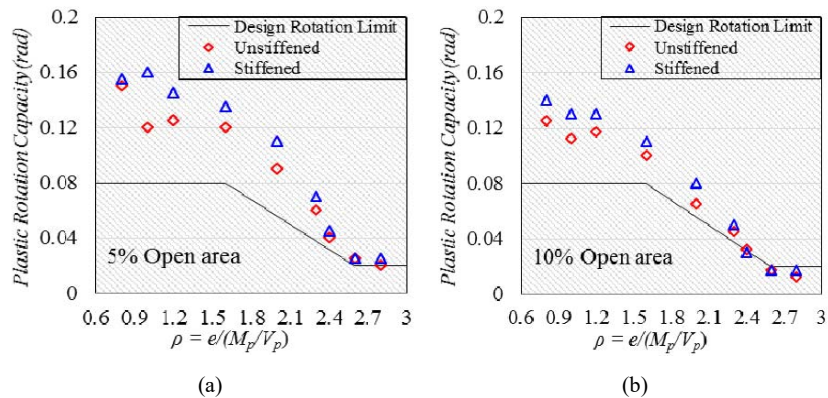 0.2
0.16
0.12
0.08
0.04
0
Plastic Rotation Capacity (rad)
Design Rotation Limit
Unsiffened
Stiffened
5% Open area
0.6 0.9 1.2 1.5 1.8 2.1 2.4 2.7 3
ρ = e/(Mp/Vp)
(a)
0.2
0.16
0.12
0.08
0.04
0
Plastic Rotation Capacity (rad)
Design Rotation Limit
Unsiffened
Stiffened
10% Open area
0.6 0.9 1.2 1.5 1.8 2.1 2.4 2.7 3
ρ = e/(Mp/Vp)
(b)